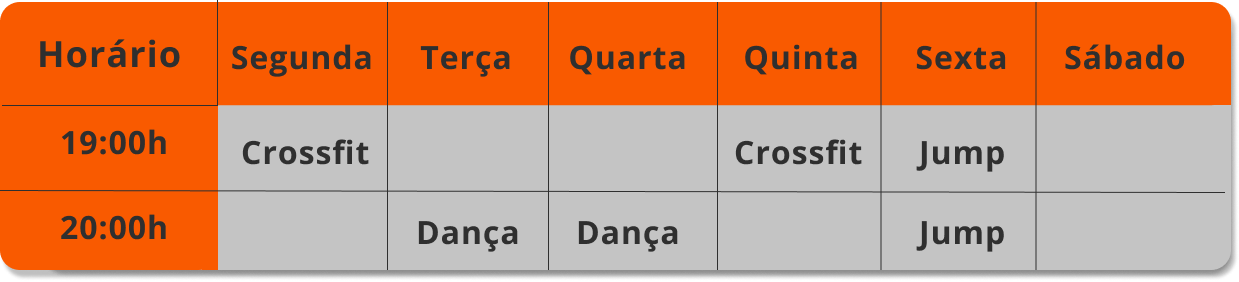 Horário Segunda Terça Quarta Quinta Sexta Sábado
19:00h Crossfit Crossfit Jump
20:00h Dança Dança Jump